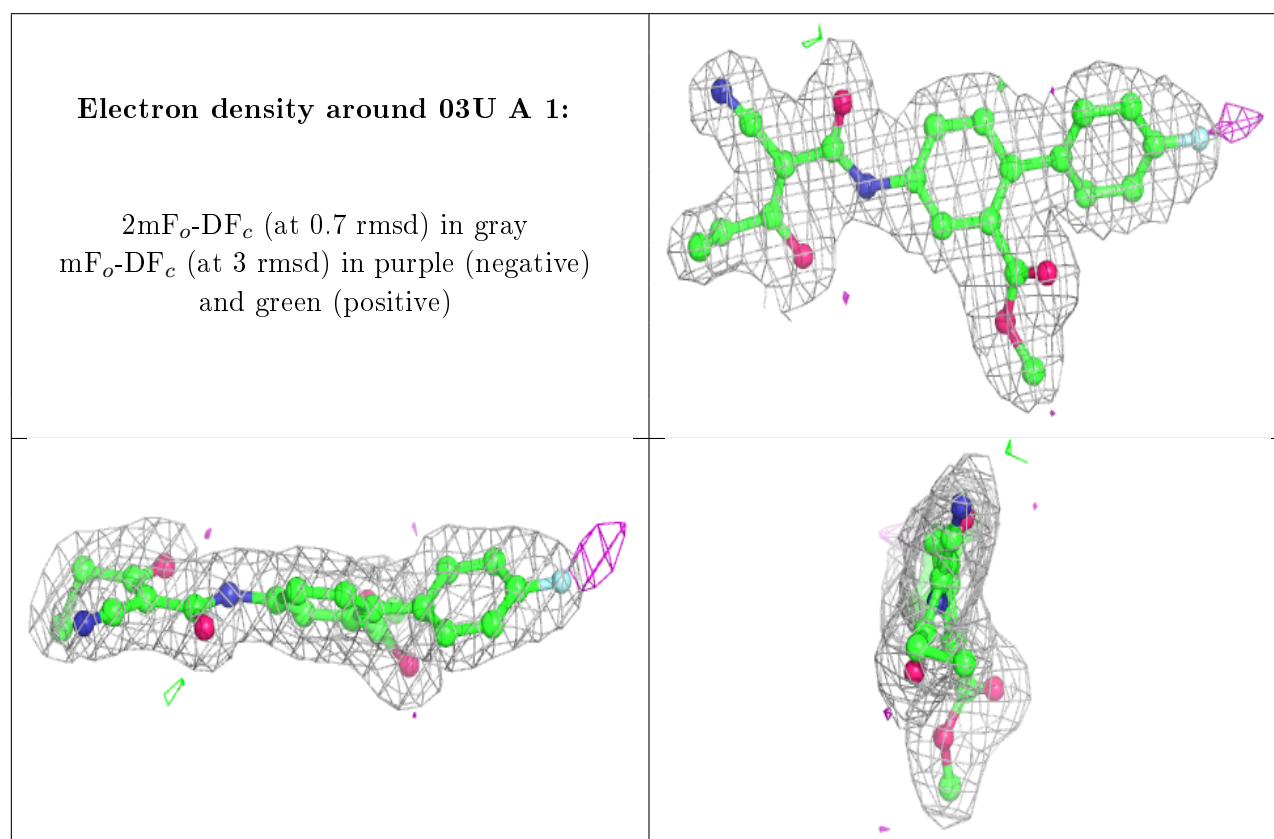 Electron density around 03U A 1:
2mFo-DFc (at 0.7 rmsd) in gray
mFo-DFc (at 3 rmsd) in purple (negative)
and green (positive)